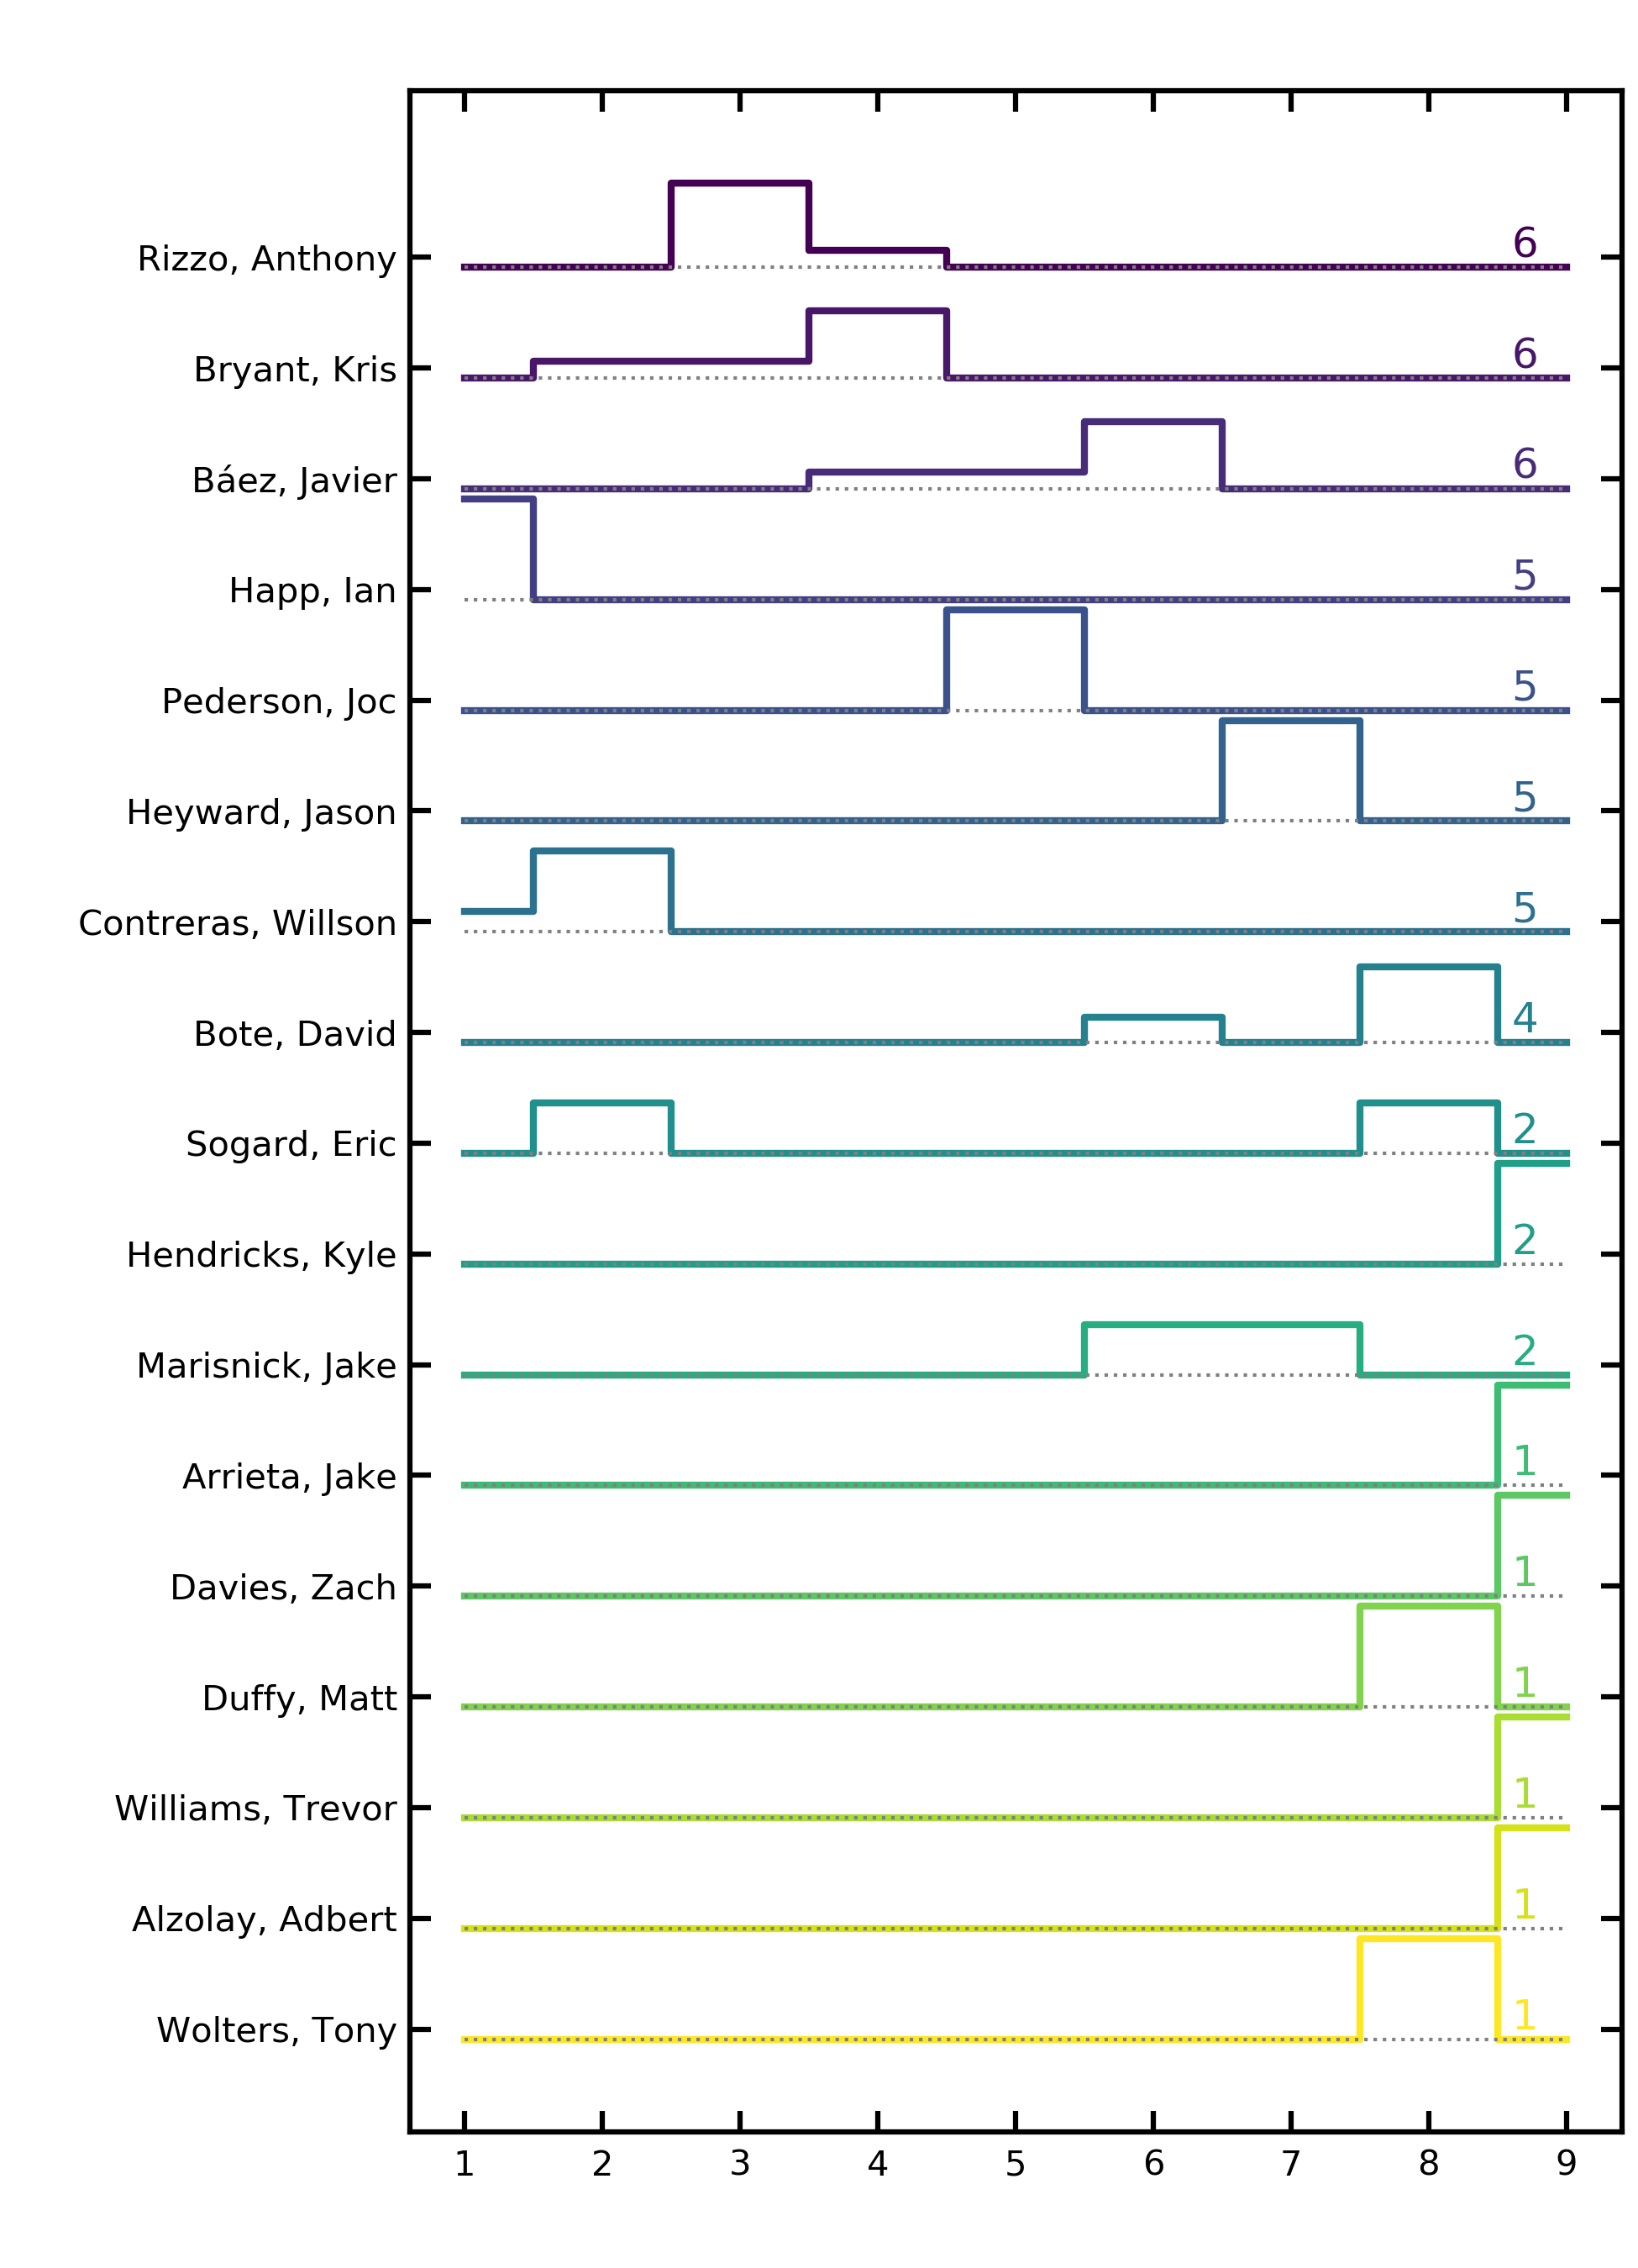 Rizzo, Anthony 6
Bryant, Kris 6
Báez, Javier 6
Happ, Ian 5
Pederson, Joc 5
Heyward, Jason 5
Contreras, Willson 5
Bote, David 4
Sogard, Eric 2
Hendricks, Kyle 2
Marisnick, Jake 2
Arrieta, Jake 1
Davies, Zach 1
Duffy, Matt 1
Williams, Trevor 1
Alzolay, Adbert 1
Wolters, Tony 1
1 2 3 4 5 6 7 8 9